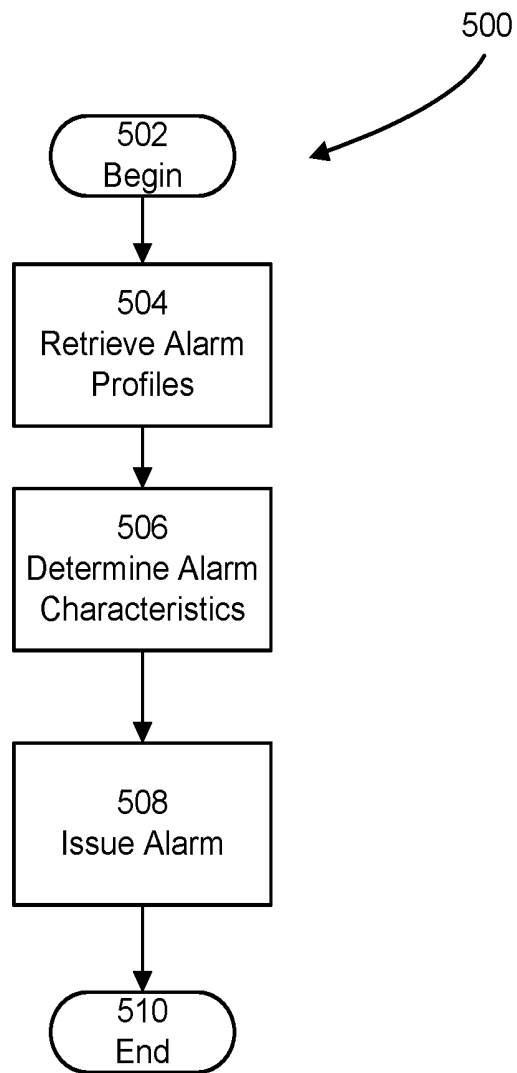 500
502
Begin
504
Retrieve Alarm
Profiles
506
Determine Alarm
Characteristics
508
Issue Alarm
510
End